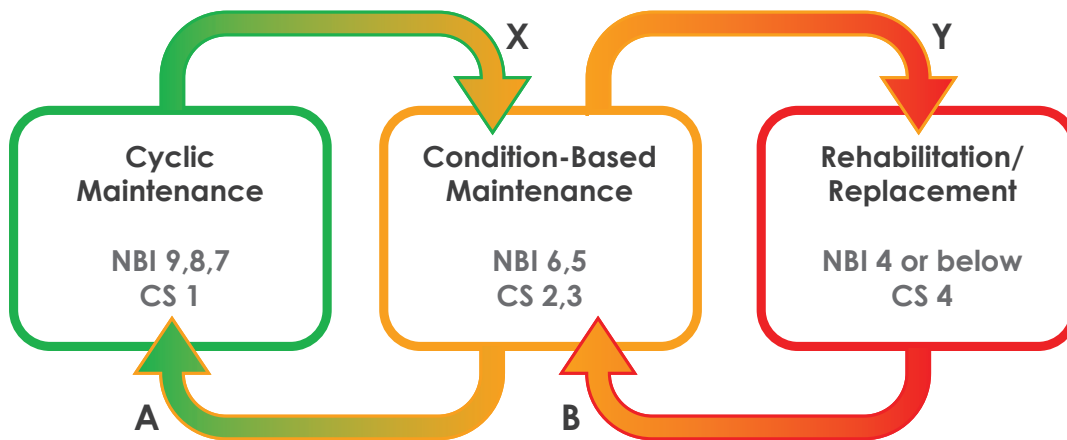 X
Y
Cyclic
Maintenance
NBI 9,8,7
CS 1
Condition-Based
Maintenance
NBI 6,5
CS 2,3
Rehabilitation/
Replacement
NBI 4 or below
CS 4
A
B